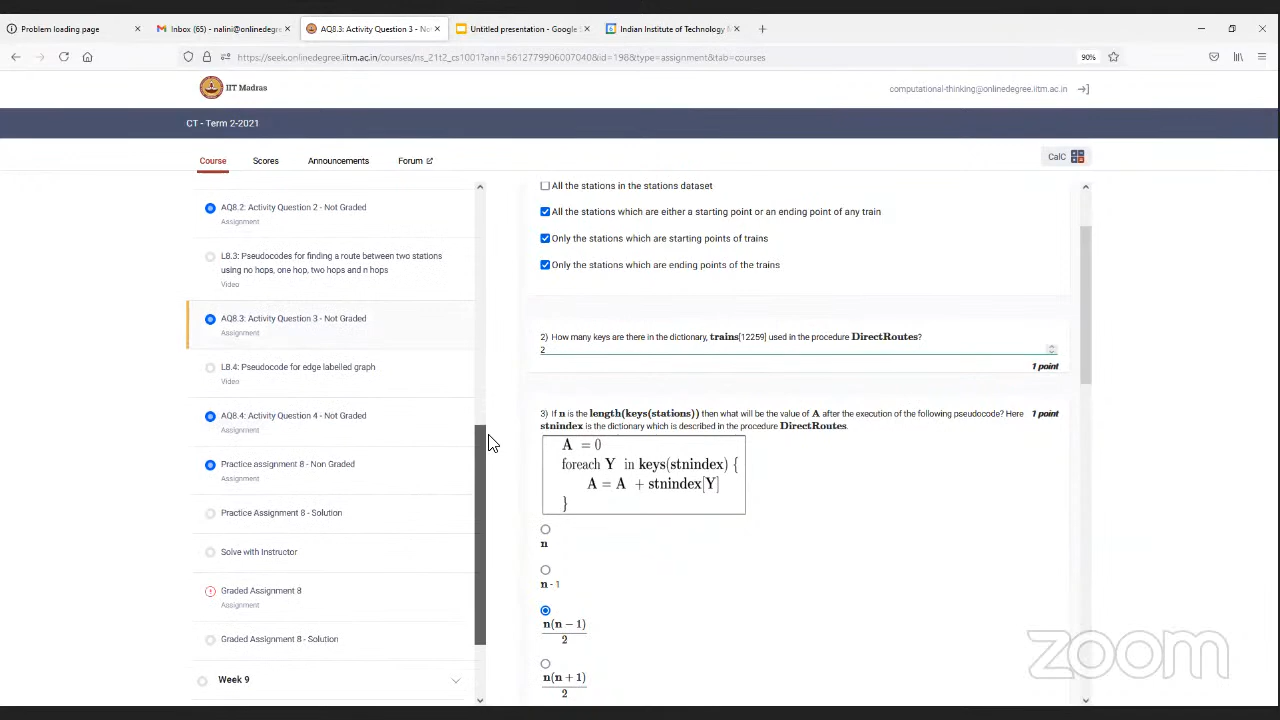 Problem loading page
Inbox (65) - nalini@onlinedegre
AQ8.3: Activity Question 3 - No
Untitled presentation - Google S
Indian Institute of Technology M
https://seek.onlinedegree.iitm.ac.in/courses/ns_21t2_cs1001?ann=5612779906007040&id=198&type=assignment&tab=courses
90%
IIT Madras
computational-thinking@onlinedegree.iitm.ac.in
CT - Term 2-2021
Course
Scores
Announcements
Forum
CalC
AQ8.2: Activity Question 2 - Not Graded
Assignment
L8.3: Pseudocodes for finding a route between two stations
using no hops, one hop, two hops and n hops
Video
AQ8.3: Activity Question 3 - Not Graded
Assignment
L8.4: Pseudocode for edge labelled graph
Video
AQ8.4: Activity Question 4 - Not Graded
Assignment
Practice assignment 8 - Non Graded
Assignment
Practice Assignment 8 - Solution
Solve with Instructor
Graded Assignment 8
Assignment
Graded Assignment 8 - Solution
Week 9
All the stations in the stations dataset
All the stations which are either a starting point or an ending point of any train
Only the stations which are starting points of trains
Only the stations which are ending points of the trains
2) How many keys are there in the dictionary, trains[12259] used in the procedure DirectRoutes?
2
1 point
3) If n is the length(keys(stations)) then what will be the value of A after the execution of the following pseudocode? Here 1 point
stnindex is the dictionary which is described in the procedure DirectRoutes.
A = 0
foreach Y in keys(stnindex) {
A = A + stnindex[Y]
}
n
n - 1
n(n − 1)
2
n(n + 1)
2
zoom